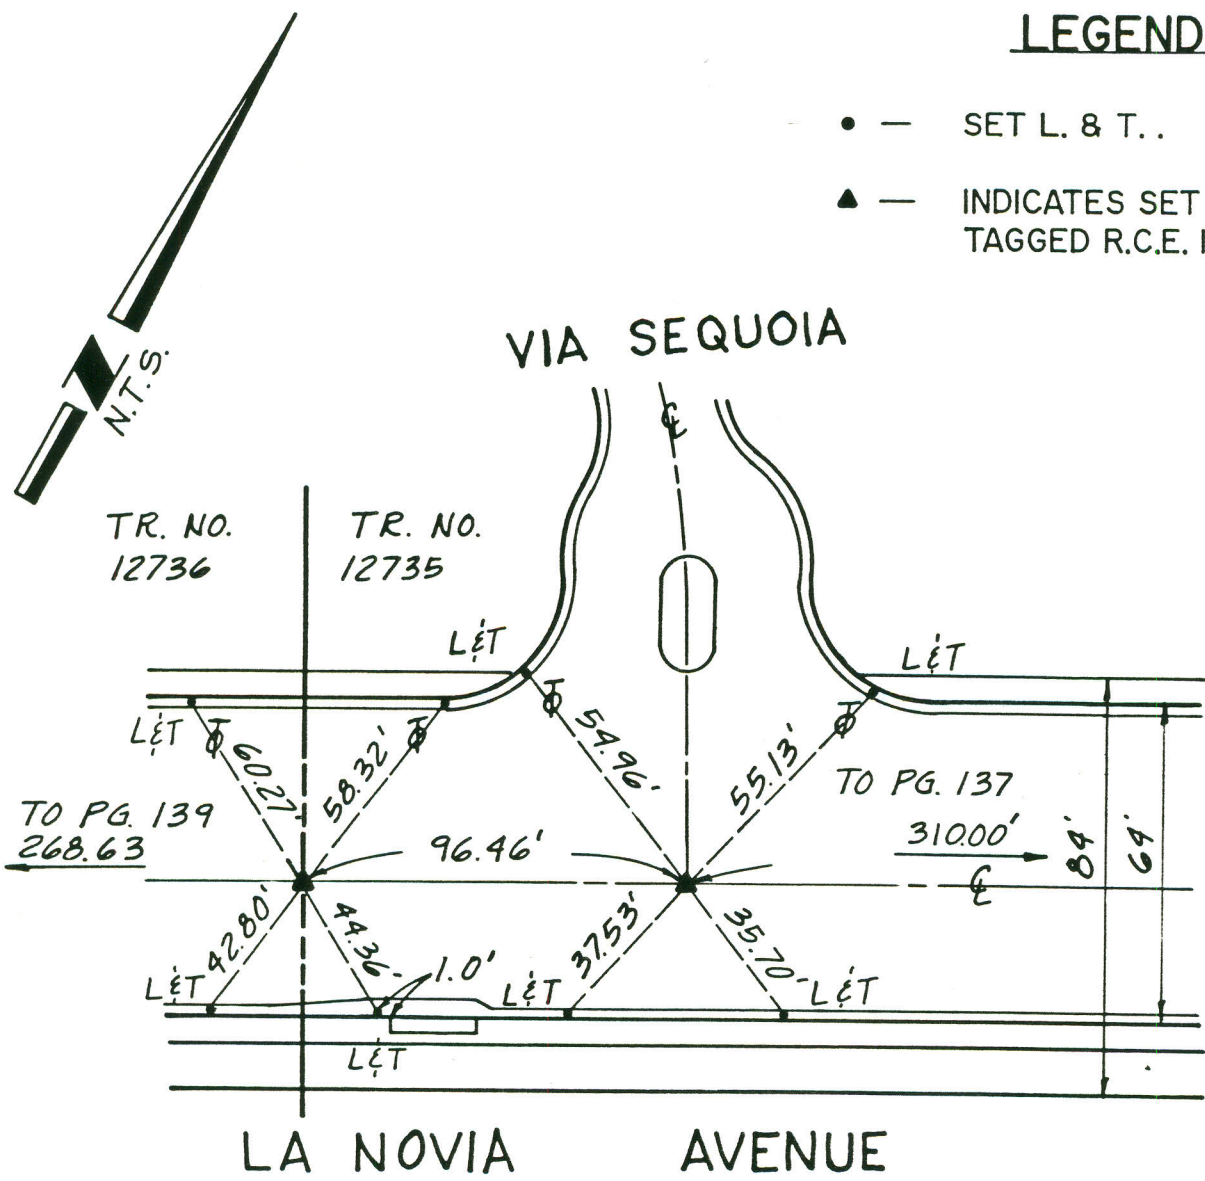 LEGEND
● — SET L. & T. .
▲ — INDICATES SET
TAGGED R.C.E.
N.T.S.
VIA SEQUOIA
℄
TR. NO.
12736
TR. NO.
12735
L&T
L&T
L&T
60.27'
58.32'
54.96'
55.13'
TO PG. 139
268.63
96.46'
TO PG. 137
310.00'
℄
84'
64'
42.80'
44.36'
1.0'
37.53'
35.70'
L&T
L&T
L&T
L&T
LA NOVIA AVENUE